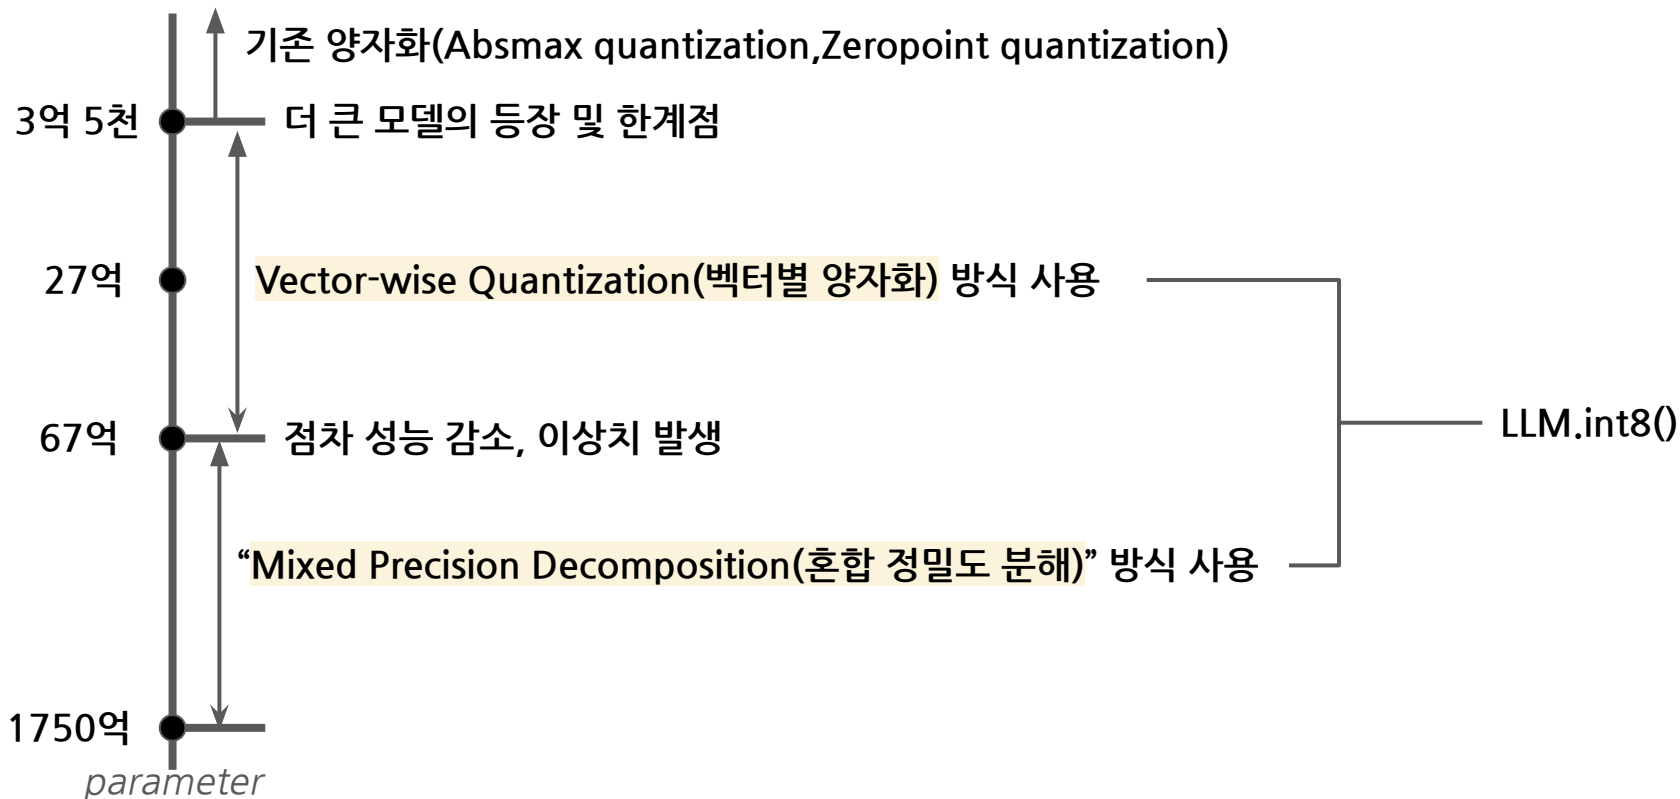 기존 양자화(Absmax quantization,Zeropoint quantization)
3억 5천
더 큰 모델의 등장 및 한계점
27억
Vector-wise Quantization(벡터별 양자화) 방식 사용
LLM.int8()
67억
점차 성능 감소, 이상치 발생
“Mixed Precision Decomposition(혼합 정밀도 분해)” 방식 사용
1750억
parameter